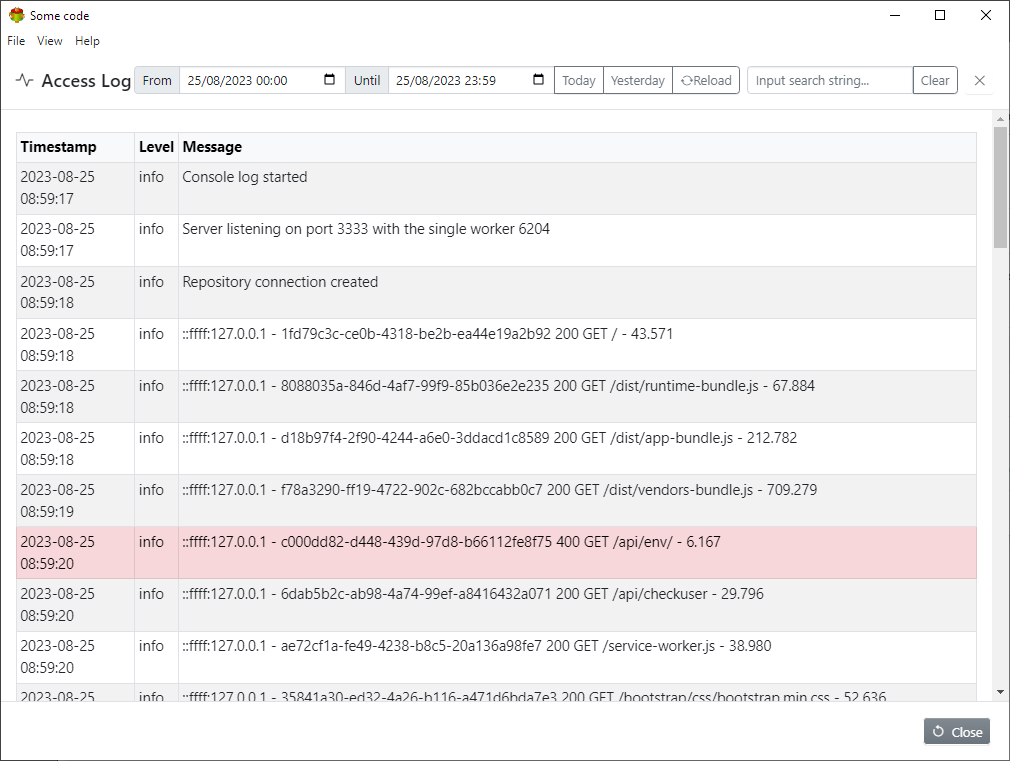 Some code
File View Help
Access Log From 25/08/2023 00:00 Until 25/08/2023 23:59 Today Yesterday Reload Input search string... Clear
Timestamp Level Message
2023-08-25 info Console log started
08:59:17
2023-08-25 info Server listening on port 3333 with the single worker 6204
08:59:17
2023-08-25 info Repository connection created
08:59:18
2023-08-25 info ::ffff:127.0.0.1 - 1fd79c3c-ce0b-4318-be2b-ea44e19a2b92 200 GET / - 43.571
08:59:18
2023-08-25 info ::ffff:127.0.0.1 - 8088035a-846d-4af7-99f9-85b036e2e235 200 GET /dist/runtime-bundle.js - 67.884
08:59:18
2023-08-25 info ::ffff:127.0.0.1 - d18b97f4-2f90-4244-a6e0-3ddacd1c8589 200 GET /dist/app-bundle.js - 212.782
08:59:18
2023-08-25 info ::ffff:127.0.0.1 - f78a3290-ff19-4722-902c-682bccabb0c7 200 GET /dist/vendors-bundle.js - 709.279
08:59:19
2023-08-25 info ::ffff:127.0.0.1 - c000dd82-d448-439d-97d8-b66112fe8f75 400 GET /api/env/ - 6.167
08:59:20
2023-08-25 info ::ffff:127.0.0.1 - 6dab5b2c-ab98-4a74-99ef-a8416432a071 200 GET /api/checkuser - 29.796
08:59:20
2023-08-25 info ::ffff:127.0.0.1 - ae72cf1a-fe49-4238-b8c5-20a136a98fe7 200 GET /service-worker.js - 38.980
08:59:20
2023-08-25 info ::ffff:127.0.0.1 - 35841a30-ed32-4a26-b116-a471d6bda7e3 200 GET /bootstrap/css/bootstrap.min.css - 52.636
Close